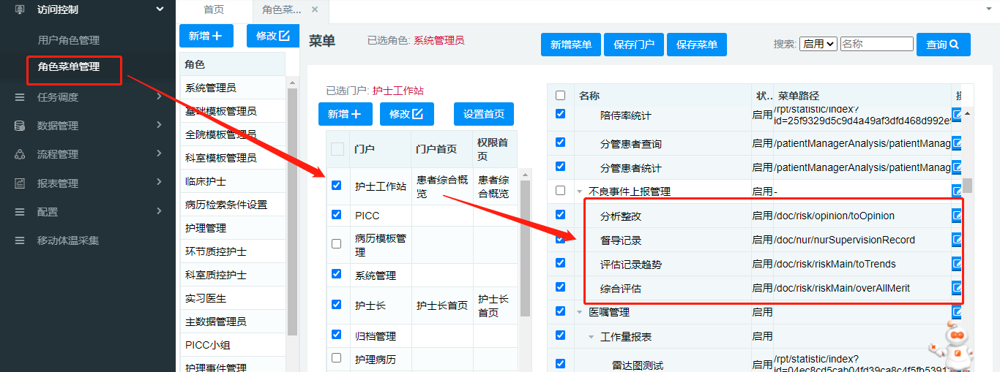 访问控制
用户角色管理
角色菜单管理
任务调度
数据管理
流程管理
报表管理
配置
移动体温采集
首页
角色菜...
新增
修改
角色
系统管理员
基础模板管理员
全院模板管理员
科室模板管理员
临床护士
病历检索条件设置
护理管理
环节质控护士
科室质控护士
实习医生
主数据管理员
PICC小组
护理事件管理
菜单
已选角色: 系统管理员
新增菜单
保存门户
保存菜单
搜索:
启用
名称
查询
已选门户: 护士工作站
新增
修改
设置首页
门户 门户首页 权限首
页
护士工作站 患者综合概
览 患者综
合概览
PICC
病历模板管
理
系统管理
护士长 护士长首页 护士长
首页
归档管理
护理病历
名称 状.. 菜单路径
陪侍率统计 启用 /rpt/statistic/index?
id=25f9329d5c9d4a49af3dfd468d992e9
分管患者查询 启用 /patientManagerAnalysis/patientManag
分管患者统计 启用 /patientManagerAnalysis/patientManag
不良事件上报管理 启用 -
分析整改 启用 /doc/risk/opinion/toOpinion
督导记录 启用 /doc/nur/nurSupervisionRecord
评估记录趋势 启用 /doc/risk/riskMain/toTrends
综合评估 启用 /doc/risk/riskMain/overAllMerit
医嘱管理 启用
工作量报表 启用
雷达图测试 启用 /rpt/statistic/index?